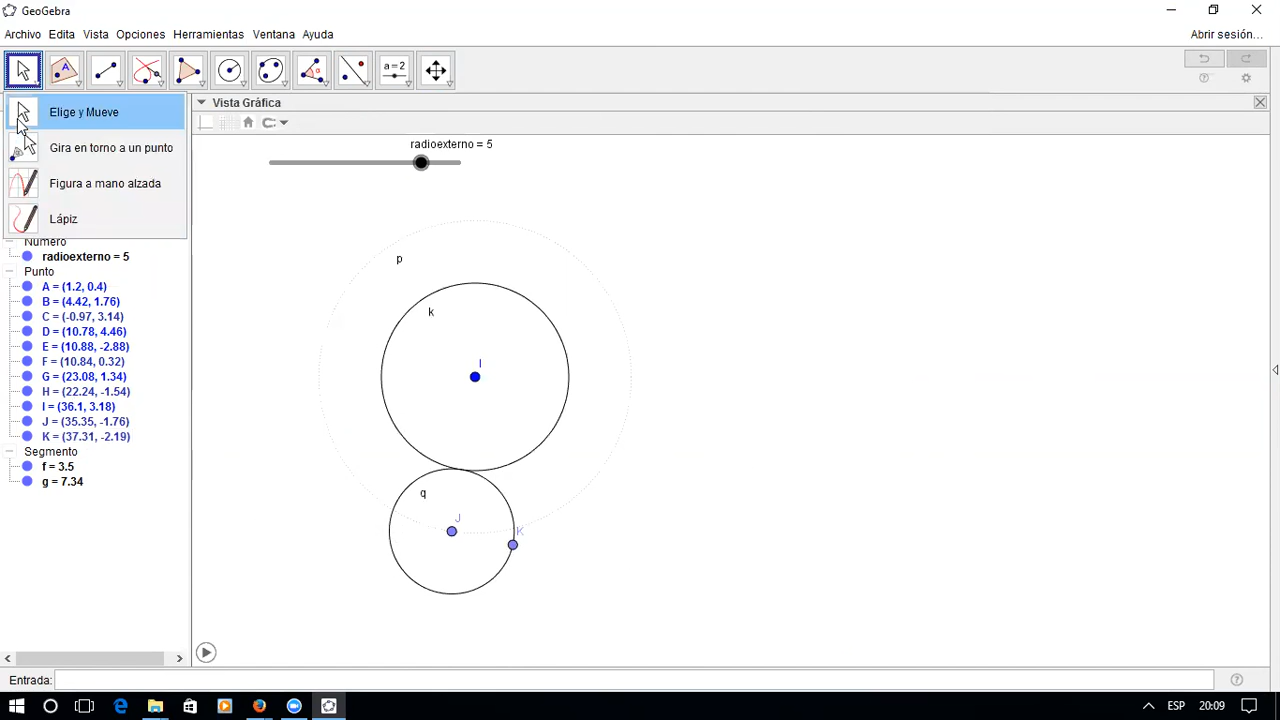 GeoGebra
Archivo Edita Vista Opciones Herramientas Ventana Ayuda
Abrir sesión...
A
α
a = 2
Elige y Mueve
Gira en torno a un punto
Figura a mano alzada
Lápiz
Vista Gráfica
Número
radioexterno = 5
Punto
A = (1.2, 0.4)
B = (4.42, 1.76)
C = (-0.97, 3.14)
D = (10.78, 4.46)
E = (10.88, -2.88)
F = (10.84, 0.32)
G = (23.08, 1.34)
H = (22.24, -1.54)
I = (36.1, 3.18)
J = (35.35, -1.76)
K = (37.31, -2.19)
Segmento
f = 3.5
g = 7.34
radioexterno = 5
p
k
I
q
J
K
Entrada:
ESP 20:09